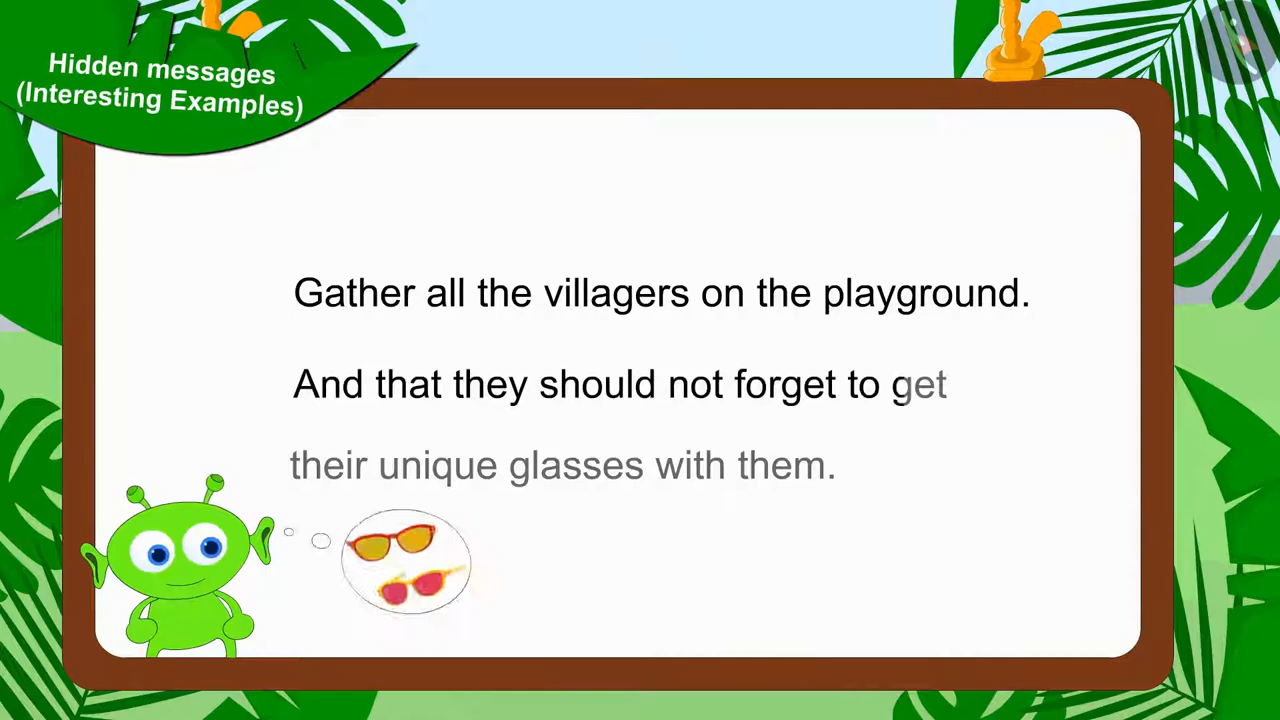 Hidden messages
(Interesting Examples)
Gather all the villagers on the playground.
And that they should not forget to get
their unique glasses with them.